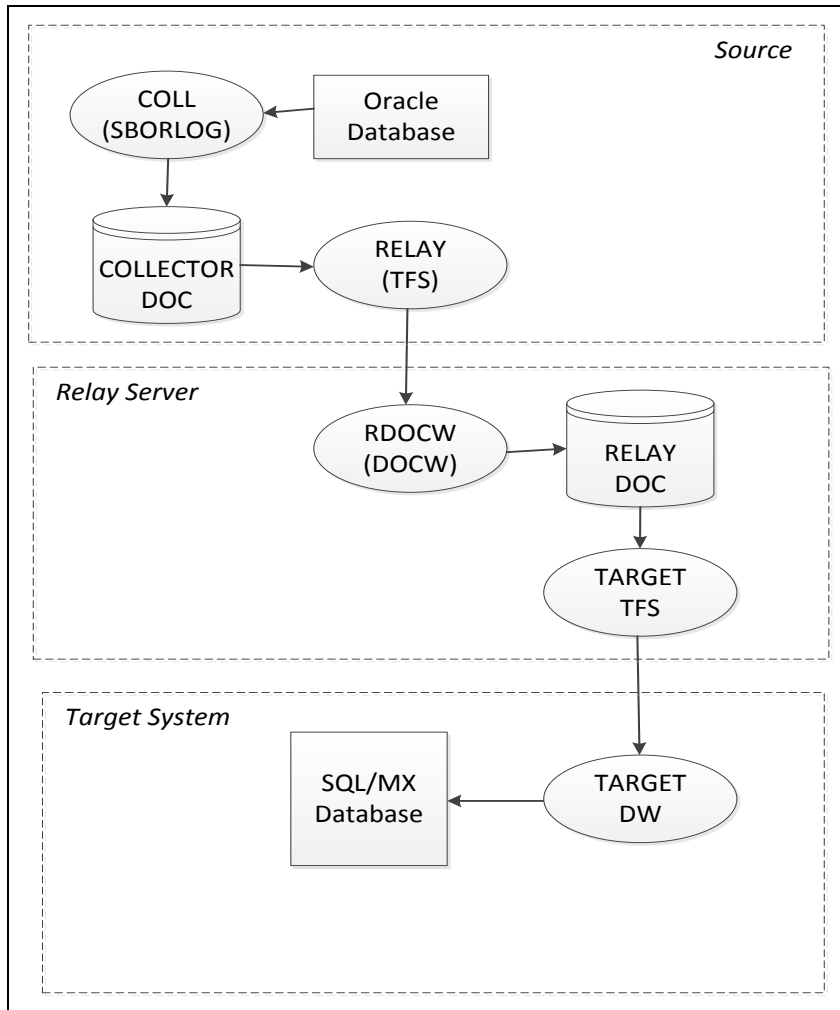 Source
COLL
(SBORLOG)
Oracle
Database
COLLECTOR
DOC
RELAY
(TFS)
Relay Server
RDOCW
(DOCW)
RELAY
DOC
TARGET
TFS
Target System
SQL/MX
Database
TARGET
DW